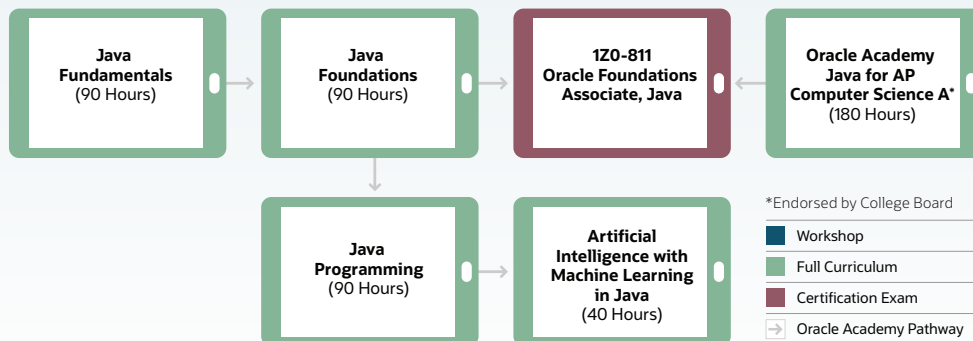 Java
Fundamentals
(90 Hours)
Java
Foundations
(90 Hours)
1Z0-811
Oracle Foundations
Associate, Java
Oracle Academy
Java for AP
Computer Science A*
(180 Hours)
Java
Programming
(90 Hours)
Artificial
Intelligence with
Machine Learning
in Java
(40 Hours)
*Endorsed by College Board
Workshop
Full Curriculum
Certification Exam
Oracle Academy Pathway